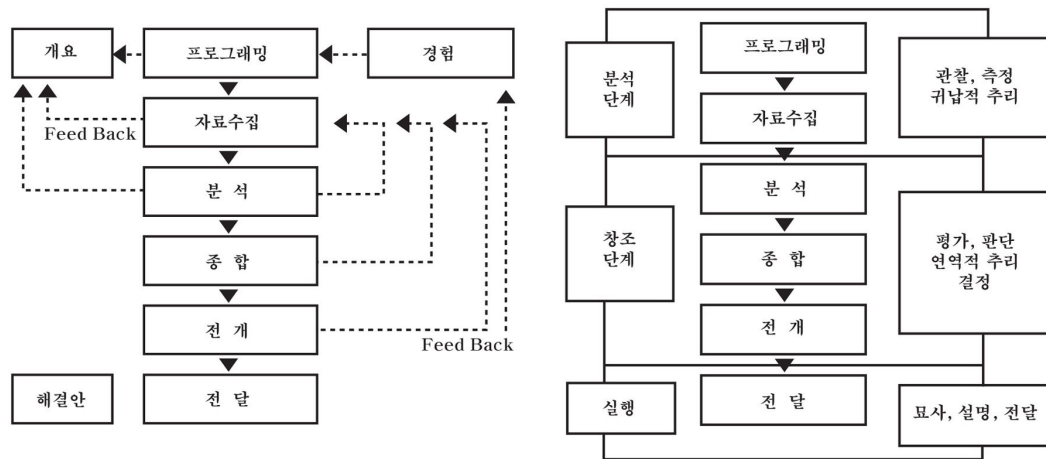 개요
프로그래밍
경험
자료수집
Feed Back
분 석
종 합
전 개
Feed Back
해결안
전 달
분석
단계
프로그래밍
관찰, 측정
귀납적 추리
자료수집
분 석
창조
단계
종 합
평가, 판단
연역적 추리
결정
전 개
실행
전 달
묘사, 설명, 전달